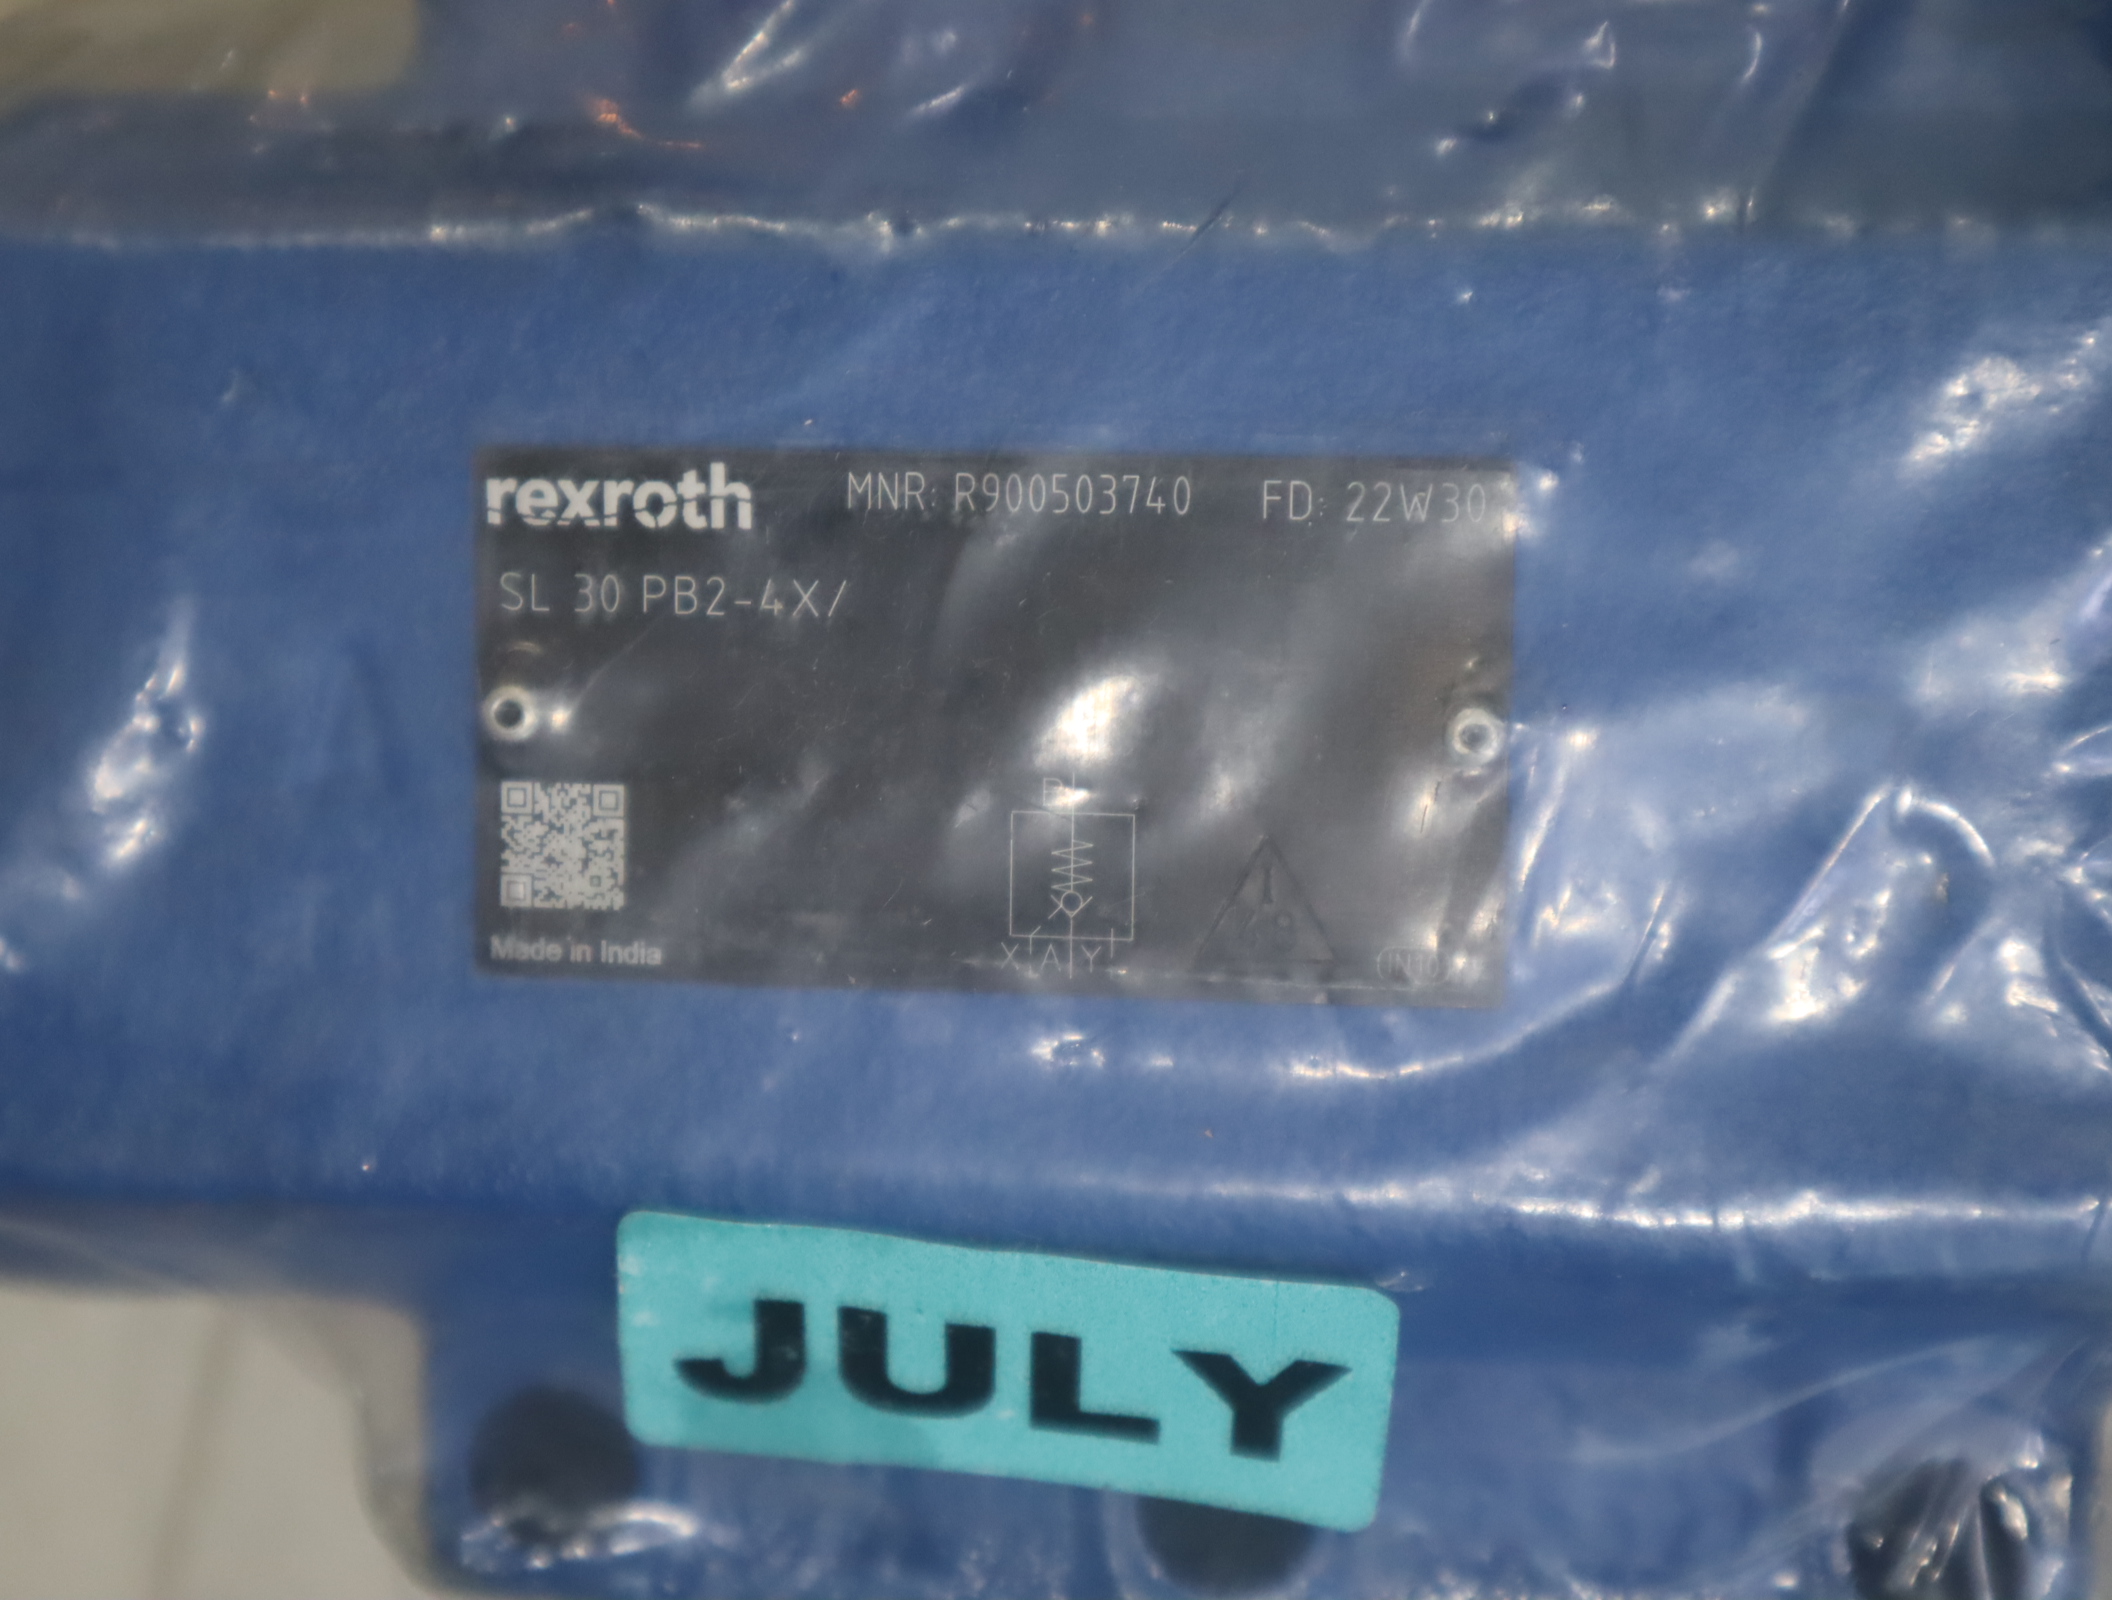 rexroth MNR: R900503740 FD: 22W30
SL 30 PB2-4X/
B
X A Y
Made in India
JULY